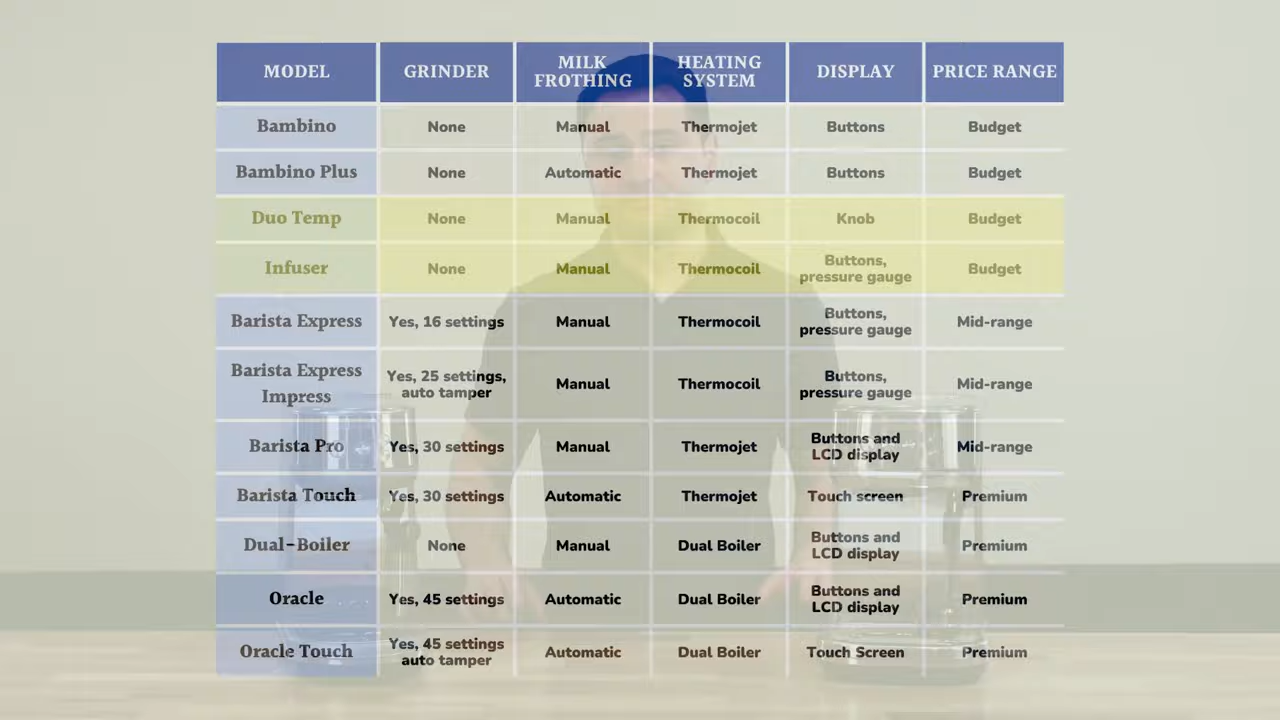 MODEL GRINDER MILK FROTHING HEATING SYSTEM DISPLAY PRICE RANGE
Bambino None Manual Thermojet Buttons Budget
Bambino Plus None Automatic Thermojet Buttons Budget
Duo Temp None Manual Thermocoil Knob Budget
Infuser None Manual Thermocoil Buttons, pressure gauge Budget
Barista Express Yes, 16 settings Manual Thermocoil Buttons, pressure gauge Mid-range
Barista Express Impress Yes, 25 settings, auto tamper Manual Thermocoil Buttons, pressure gauge Mid-range
Barista Pro Yes, 30 settings Manual Thermojet Buttons and LCD display Mid-range
Barista Touch Yes, 30 settings Automatic Thermojet Touch screen Premium
Dual-Boiler None Manual Dual Boiler Buttons and LCD display Premium
Oracle Yes, 45 settings Automatic Dual Boiler Buttons and LCD display Premium
Oracle Touch Yes, 45 settings auto tamper Automatic Dual Boiler Touch Screen Premium